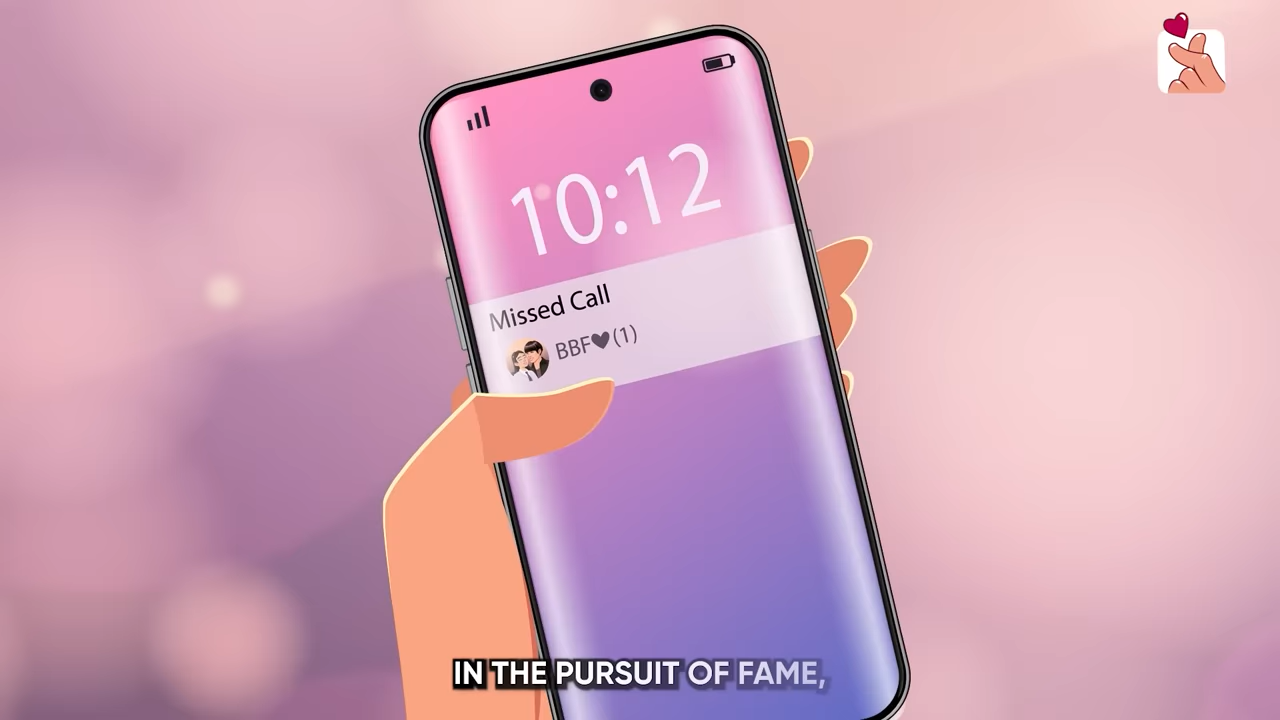 10:12
Missed Call
BBF♥(1)
IN THE PURSUIT OF FAME,